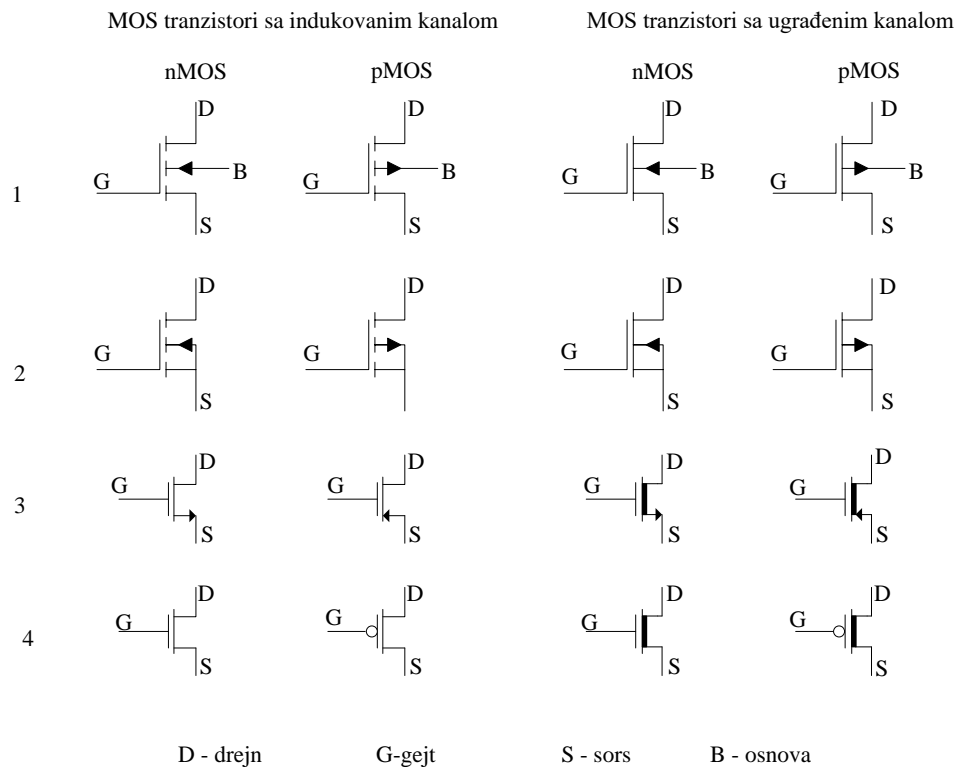 MOS tranzistori sa indukovanim kanalom MOS tranzistori sa ugrađenim kanalom
nMOS pMOS nMOS pMOS
D D D D
B B B B
G G G G
1
S S S S
D D D D
G G G G
2
S S S
D D D D
G G G G
3
S S S S
D D D D
G G G G
4
S S S S
D - drejn G-gejt S - sors B - osnova